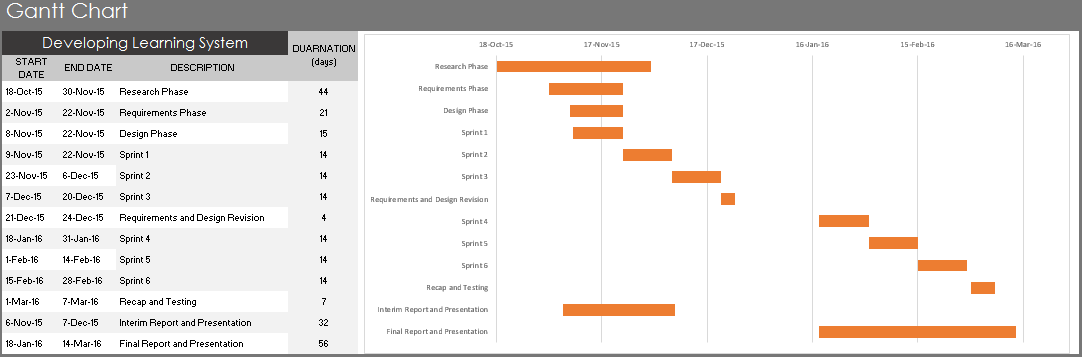 Gantt Chart
Developing Learning System DUARNATION (days)
START DATE END DATE DESCRIPTION
18-Oct-15 30-Nov-15 Research Phase 44
2-Nov-15 22-Nov-15 Requirements Phase 21
8-Nov-15 22-Nov-15 Design Phase 15
9-Nov-15 22-Nov-15 Sprint 1 14
23-Nov-15 6-Dec-15 Sprint 2 14
7-Dec-15 20-Dec-15 Sprint 3 14
21-Dec-15 24-Dec-15 Requirements and Design Revision 4
18-Jan-16 31-Jan-16 Sprint 4 14
1-Feb-16 14-Feb-16 Sprint 5 14
15-Feb-16 28-Feb-16 Sprint 6 14
1-Mar-16 7-Mar-16 Recap and Testing 7
6-Nov-15 7-Dec-15 Interim Report and Presentation 32
18-Jan-16 14-Mar-16 Final Report and Presentation 56
18-Oct-15 17-Nov-15 17-Dec-15 16-Jan-16 15-Feb-16 16-Mar-16
Research Phase
Requirements Phase
Design Phase
Sprint 1
Sprint 2
Sprint 3
Requirements and Design Revision
Sprint 4
Sprint 5
Sprint 6
Recap and Testing
Interim Report and Presentation
Final Report and Presentation